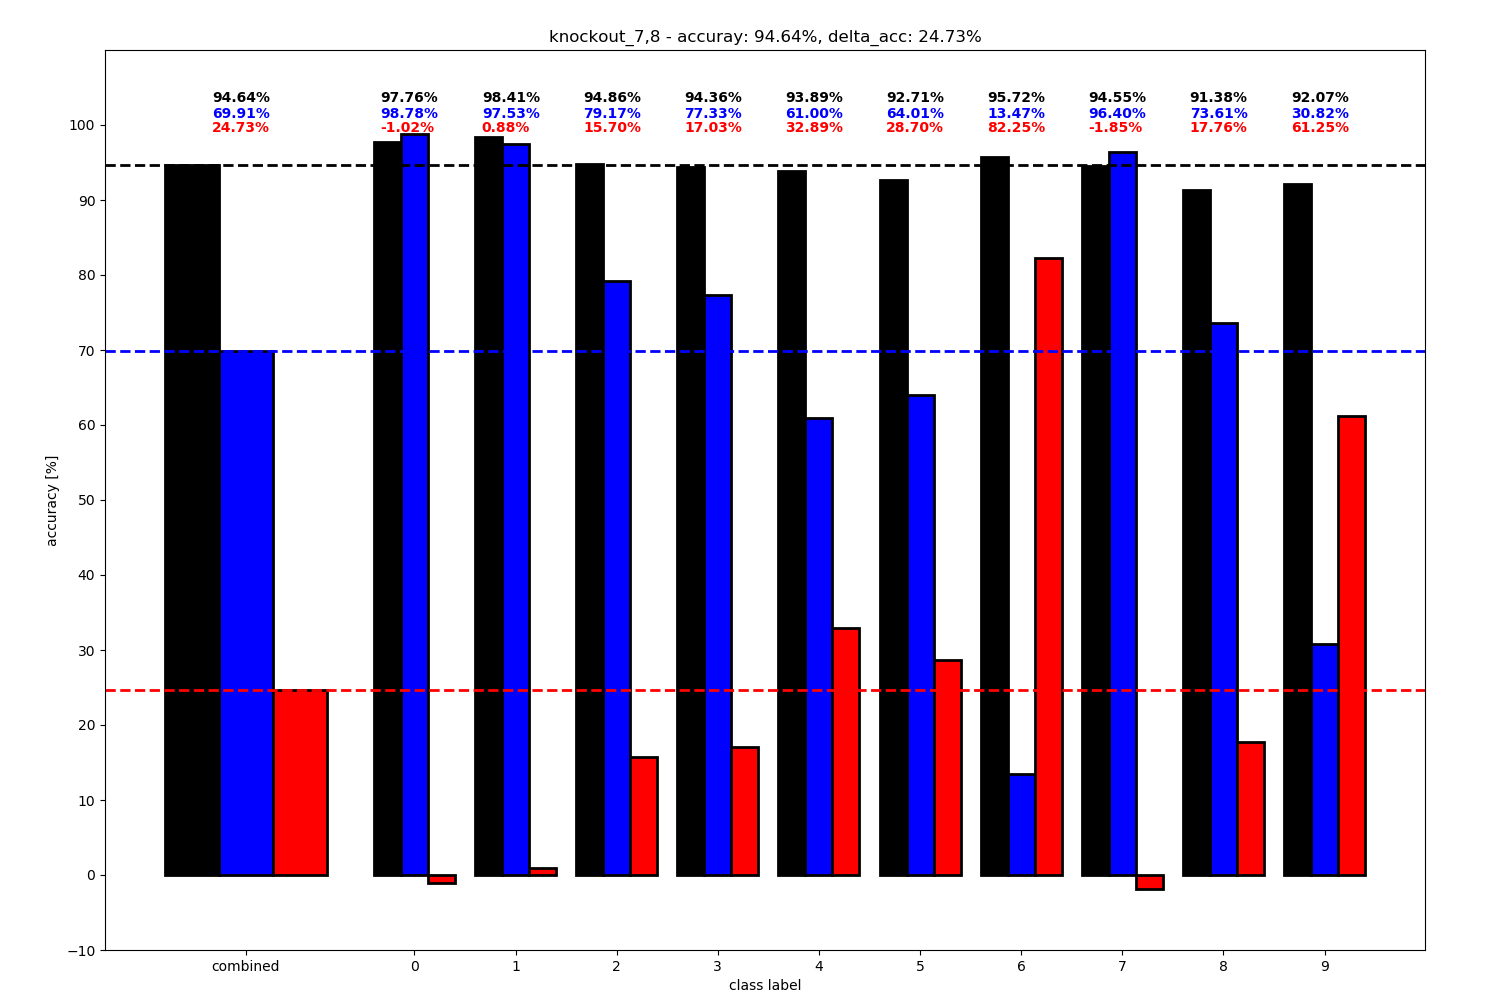 knockout_7,8 - accuray: 94.64%, delta_acc: 24.73%
94.64% 97.76% 98.41% 94.86% 94.36% 93.89% 92.71% 95.72% 94.55% 91.38% 92.07%
69.91% 98.78% 97.53% 79.17% 77.33% 61.00% 64.01% 13.47% 96.40% 73.61% 30.82%
24.73% -1.02% 0.88% 15.70% 17.03% 32.89% 28.70% 82.25% -1.85% 17.76% 61.25%
100
90
80
70
60
50
40
30
20
10
0
−10
accuracy [%]
combined 0 1 2 3 4 5 6 7 8 9
class label